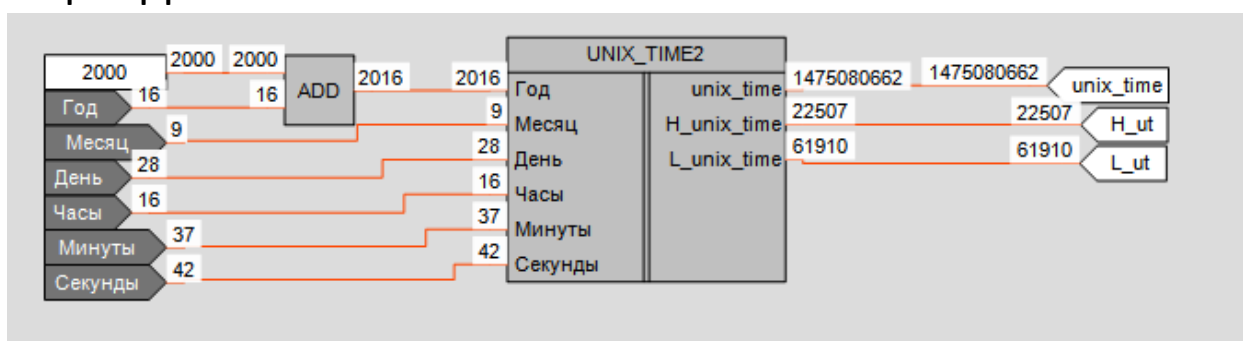 2000
2000
2000
ADD
2016
2016
Год
16
16
Месяц
9
9
День
28
28
Часы
16
16
Минуты
37
37
Секунды
42
42
UNIX_TIME2
Год
Месяц
День
Часы
Минуты
Секунды
unix_time
H_unix_time
L_unix_time
1475080662
1475080662
unix_time
22507
22507
H_ut
61910
61910
L_ut